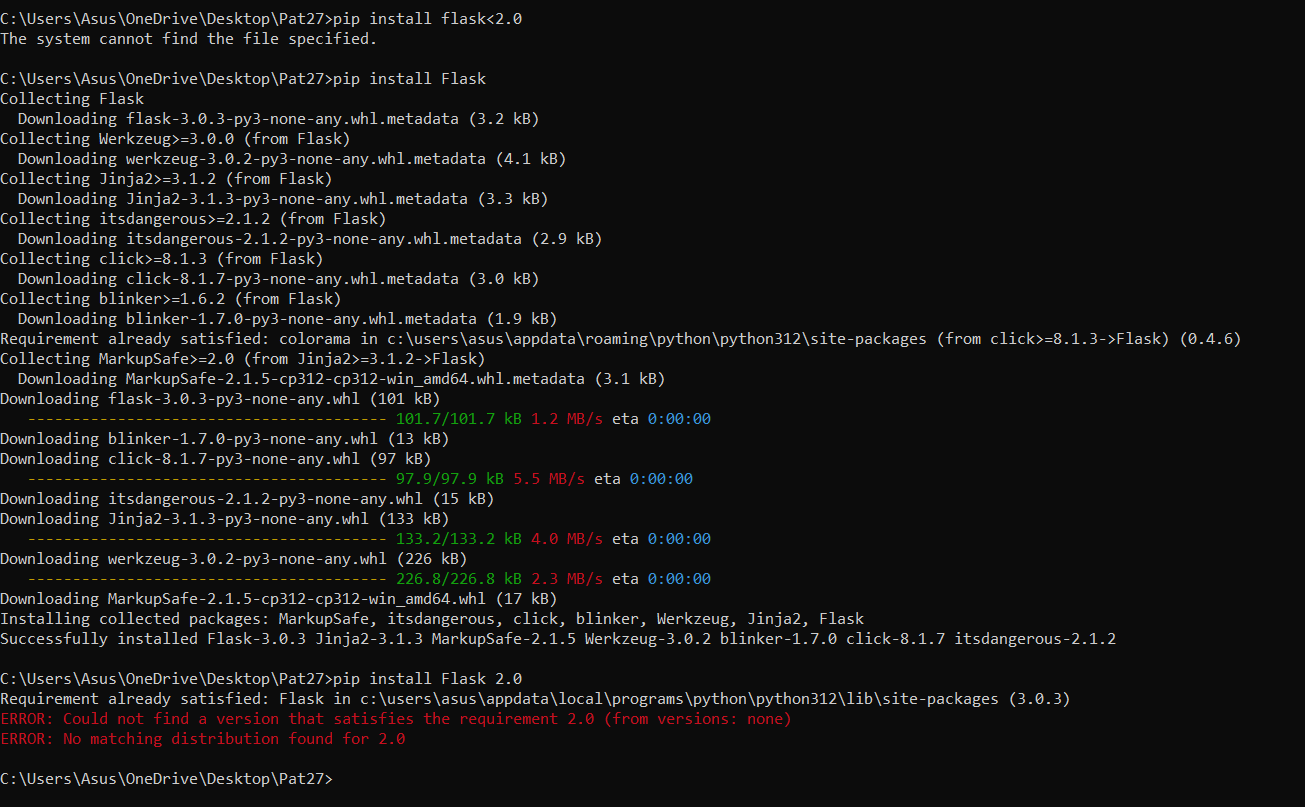 C:\Users\Asus\OneDrive\Desktop\Pat27>pip install flask<2.0
The system cannot find the file specified.
C:\Users\Asus\OneDrive\Desktop\Pat27>pip install Flask
Collecting Flask
  Downloading flask-3.0.3-py3-none-any.whl.metadata (3.2 kB)
Collecting Werkzeug>=3.0.0 (from Flask)
  Downloading werkzeug-3.0.2-py3-none-any.whl.metadata (4.1 kB)
Collecting Jinja2>=3.1.2 (from Flask)
  Downloading Jinja2-3.1.3-py3-none-any.whl.metadata (3.3 kB)
Collecting itsdangerous>=2.1.2 (from Flask)
  Downloading itsdangerous-2.1.2-py3-none-any.whl.metadata (2.9 kB)
Collecting click>=8.1.3 (from Flask)
  Downloading click-8.1.7-py3-none-any.whl.metadata (3.0 kB)
Collecting blinker>=1.6.2 (from Flask)
  Downloading blinker-1.7.0-py3-none-any.whl.metadata (1.9 kB)
Requirement already satisfied: colorama in c:\users\asus\appdata\roaming\python\python312\site-packages (from click>=8.1.3->Flask) (0.4.6)
Collecting MarkupSafe>=2.0 (from Jinja2>=3.1.2->Flask)
  Downloading MarkupSafe-2.1.5-cp312-cp312-win_amd64.whl.metadata (3.1 kB)
Downloading flask-3.0.3-py3-none-any.whl (101 kB)
   ---------------------------------------- 101.7/101.7 kB 1.2 MB/s eta 0:00:00
Downloading blinker-1.7.0-py3-none-any.whl (13 kB)
Downloading click-8.1.7-py3-none-any.whl (97 kB)
   ---------------------------------------- 97.9/97.9 kB 5.5 MB/s eta 0:00:00
Downloading itsdangerous-2.1.2-py3-none-any.whl (15 kB)
Downloading Jinja2-3.1.3-py3-none-any.whl (133 kB)
   ---------------------------------------- 133.2/133.2 kB 4.0 MB/s eta 0:00:00
Downloading werkzeug-3.0.2-py3-none-any.whl (226 kB)
   ---------------------------------------- 226.8/226.8 kB 2.3 MB/s eta 0:00:00
Downloading MarkupSafe-2.1.5-cp312-cp312-win_amd64.whl (17 kB)
Installing collected packages: MarkupSafe, itsdangerous, click, blinker, Werkzeug, Jinja2, Flask
Successfully installed Flask-3.0.3 Jinja2-3.1.3 MarkupSafe-2.1.5 Werkzeug-3.0.2 blinker-1.7.0 click-8.1.7 itsdangerous-2.1.2
C:\Users\Asus\OneDrive\Desktop\Pat27>pip install Flask 2.0
Requirement already satisfied: Flask in c:\users\asus\appdata\local\programs\python\python312\lib\site-packages (3.0.3)
ERROR: Could not find a version that satisfies the requirement 2.0 (from versions: none)
ERROR: No matching distribution found for 2.0
C:\Users\Asus\OneDrive\Desktop\Pat27>